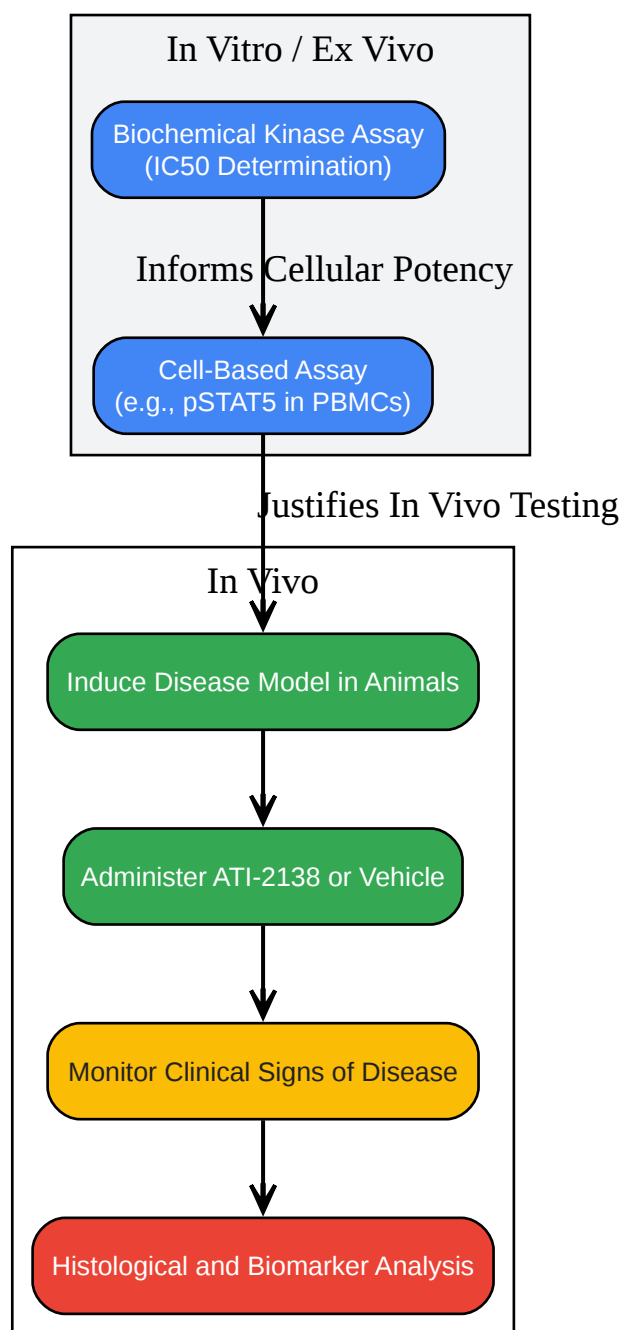 In Vitro / Ex Vivo
Biochemical Kinase Assay
(IC50 Determination)
Informs Cellular Potency
Cell-Based Assay
(e.g., pSTAT5 in PBMCs)
Justifies In Vivo Testing
In Vivo
Induce Disease Model in Animals
Administer ATI-2138 or Vehicle
Monitor Clinical Signs of Disease
Histological and Biomarker Analysis